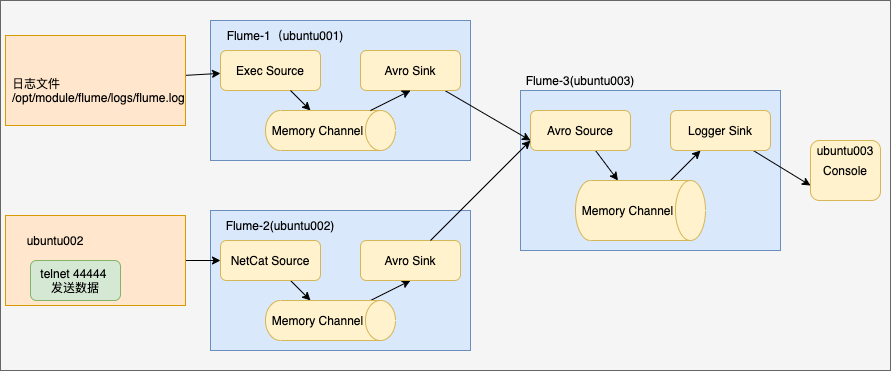 日志文件
/opt/module/flume/logs/flume.log
Flume-1（ubuntu001)
Exec Source
Avro Sink
Memory Channel
ubuntu002
telnet 44444
发送数据
Flume-2(ubuntu002)
NetCat Source
Avro Sink
Memory Channel
Flume-3(ubuntu003)
Avro Source
Logger Sink
Memory Channel
ubuntu003
Console